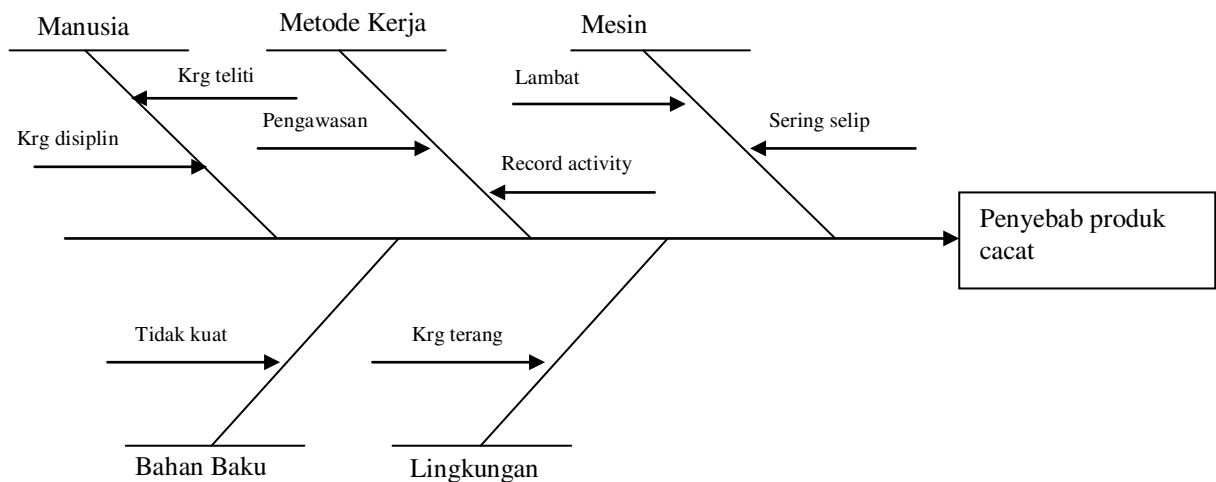 Manusia
Metode Kerja
Mesin
Krg teliti
Lambat
Krg disiplin
Pengawasan
Sering selip
Record activity
Penyebab produk
cacat
Tidak kuat
Krg terang
Bahan Baku
Lingkungan